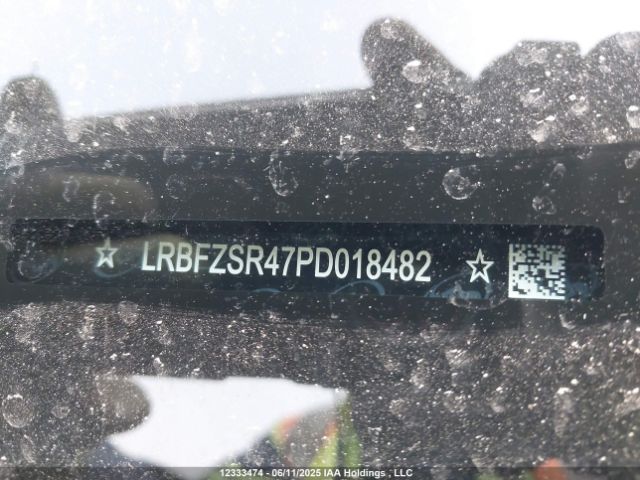 ☆ LRBFZSR47PD018482 ☆
12333474 - 06/11/2025 IAA Holdings , LLC